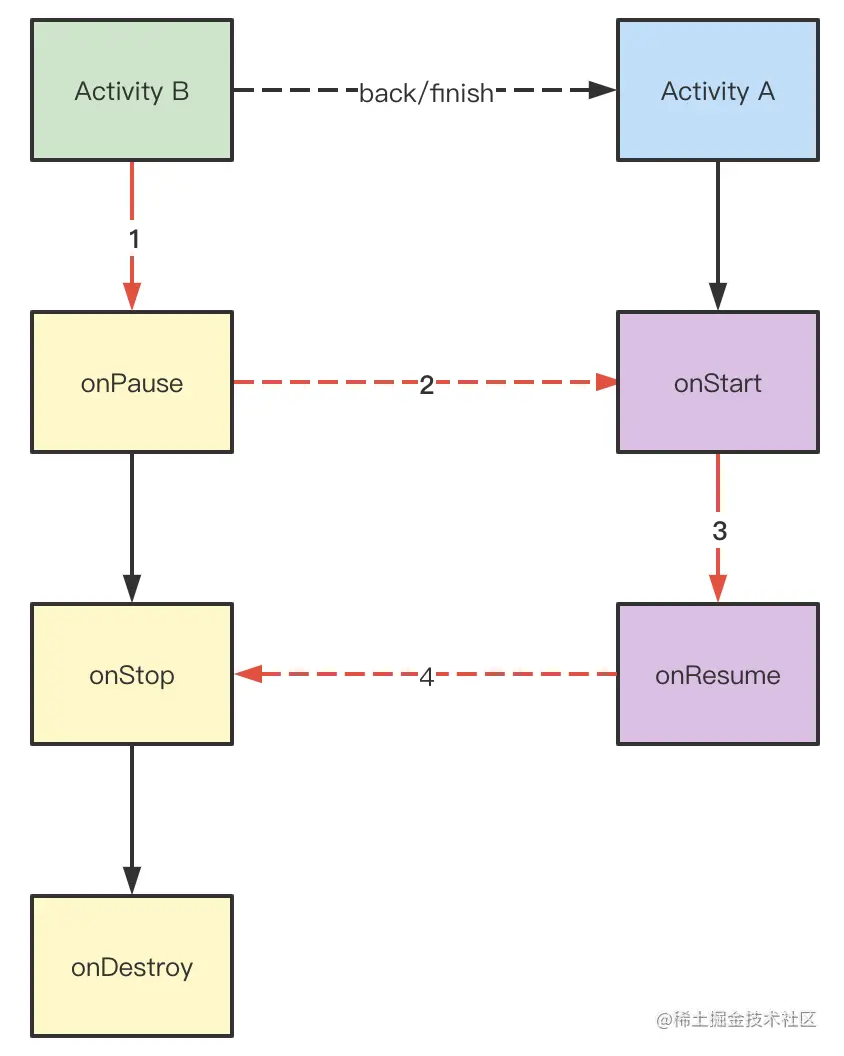 Activity B
back/finish
Activity A
1
onPause
2
onStart
3
onStop
4
onResume
onDestroy
@稀土掘金技术社区